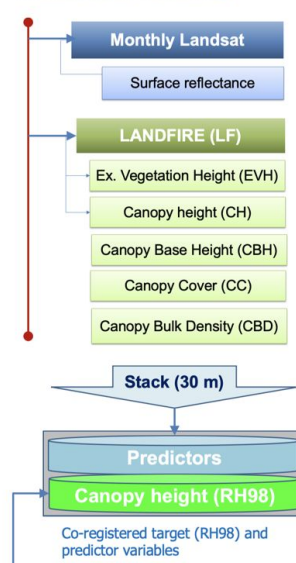 Monthly Landsat
Surface reflectance
LANDFIRE (LF)
Ex. Vegetation Height (EVH)
Canopy height (CH)
Canopy Base Height (CBH)
Canopy Cover (CC)
Canopy Bulk Density (CBD)
Stack (30 m)
Predictors
Canopy height (RH98)
Co-registered target (RH98) and
predictor variables